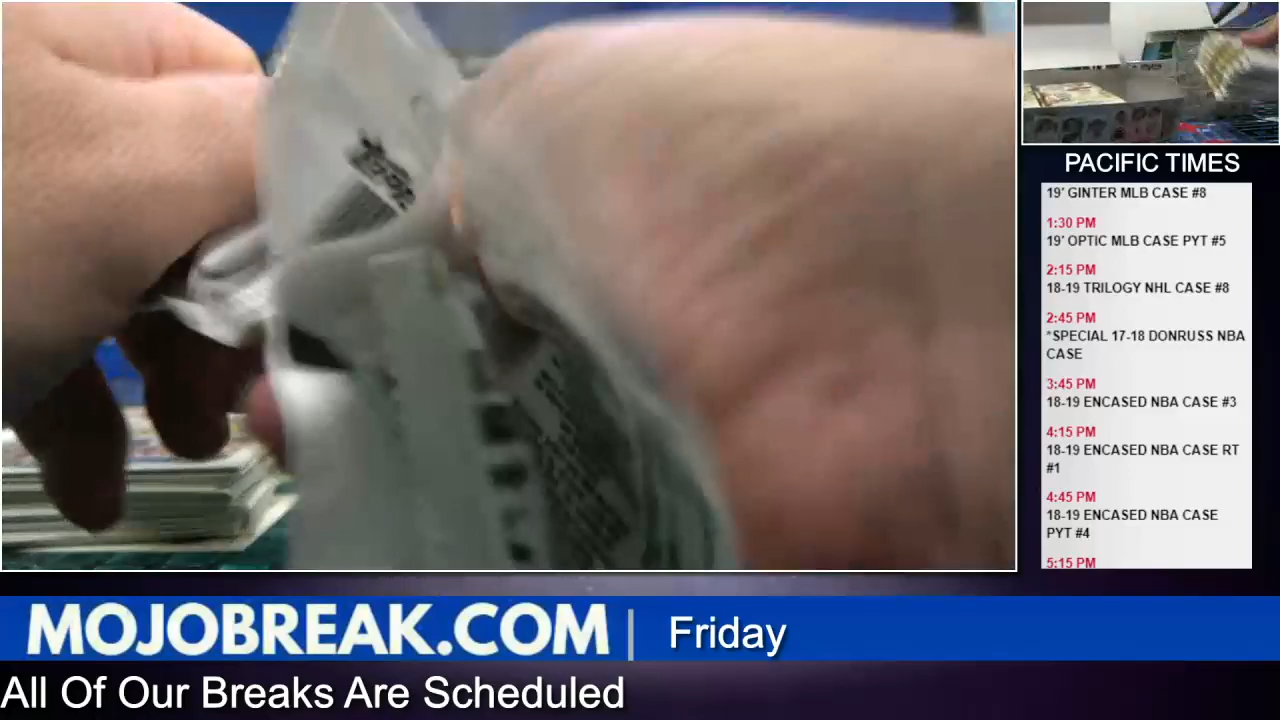 PACIFIC TIMES
19' GINTER MLB CASE #8
1:30 PM
19' OPTIC MLB CASE PYT #5
2:15 PM
18-19 TRILOGY NHL CASE #8
2:45 PM
*SPECIAL 17-18 DONRUSS NBA
CASE
3:45 PM
18-19 ENCASED NBA CASE #3
4:15 PM
18-19 ENCASED NBA CASE RT
#1
4:45 PM
18-19 ENCASED NBA CASE
PYT #4
5:15 PM
MOJOBREAK.COM | Friday
All Of Our Breaks Are Scheduled